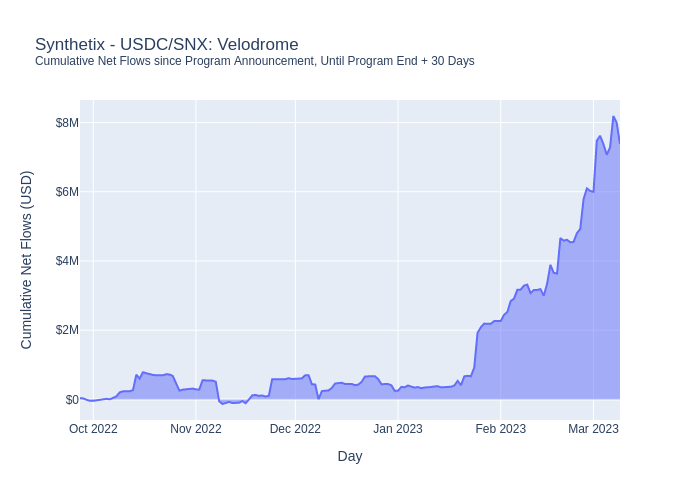 Synthetix - USDC/SNX: Velodrome
Cumulative Net Flows since Program Announcement, Until Program End + 30 Days
Cumulative Net Flows (USD)
$8M
$6M
$4M
$2M
$0
Oct 2022
Nov 2022
Dec 2022
Jan 2023
Feb 2023
Mar 2023
Day